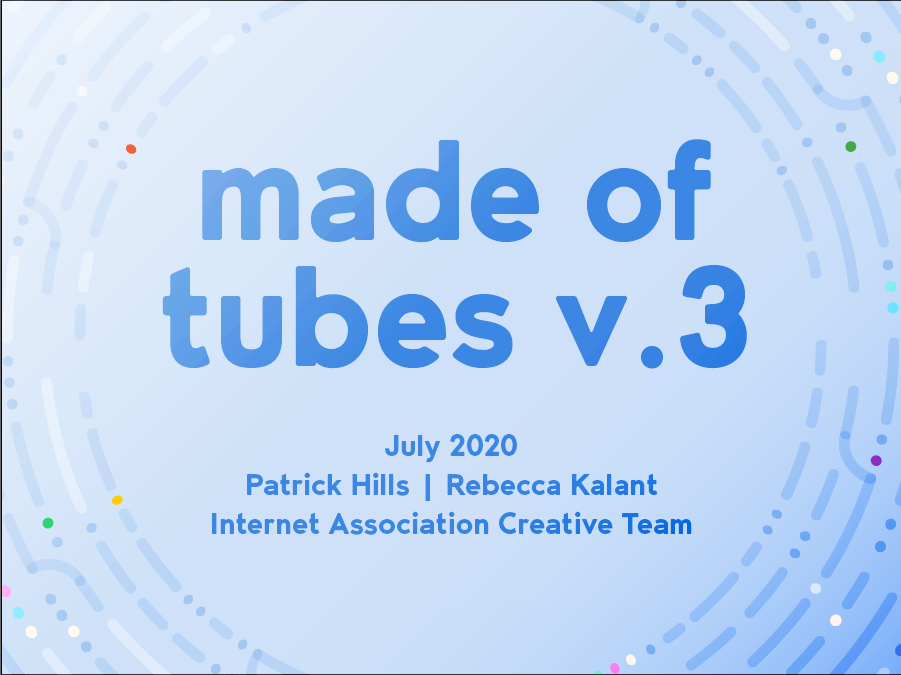 made of
tubes v.3
July 2020
Patrick Hills | Rebecca Kalant
Internet Association Creative Team